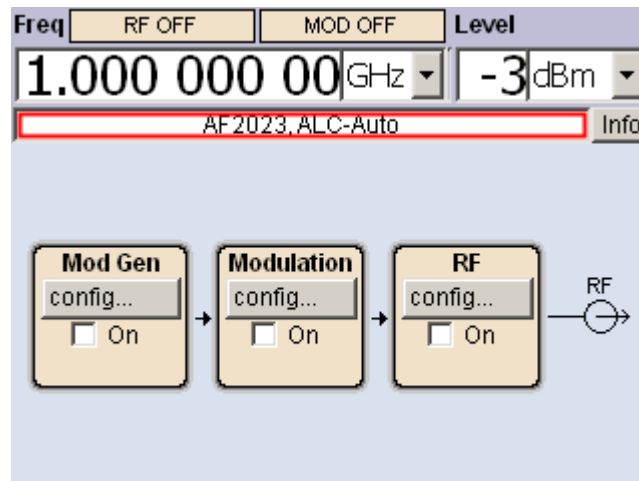 Freq RF OFF MOD OFF Level
1.000 000 00 GHz -3 dBm
AF2023, ALC-Auto Info
Mod Gen Modulation RF
config... config... config... RF
On On On